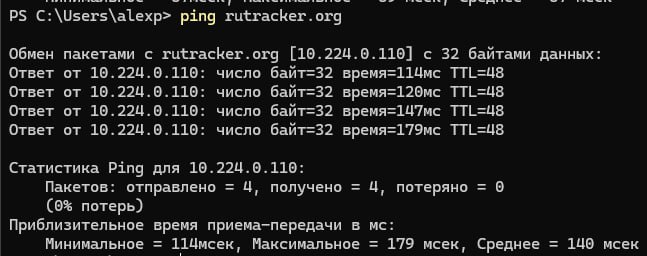 PS C:\Users\alexp> ping rutracker.org
Обмен пакетами с rutracker.org [10.224.0.110] с 32 байтами данных:
Ответ от 10.224.0.110: число байт=32 время=114мс TTL=48
Ответ от 10.224.0.110: число байт=32 время=120мс TTL=48
Ответ от 10.224.0.110: число байт=32 время=147мс TTL=48
Ответ от 10.224.0.110: число байт=32 время=179мс TTL=48
Статистика Ping для 10.224.0.110:
Пакетов: отправлено = 4, получено = 4, потеряно = 0
(0% потерь)
Приблизительное время приема-передачи в мс:
Минимальное = 114мсек, Максимальное = 179 мсек, Среднее = 140 мсек